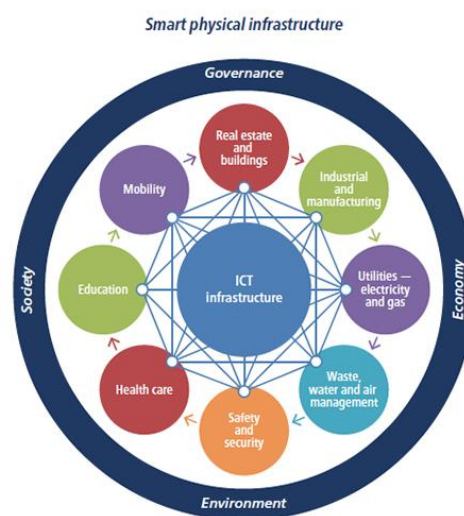 Smart physical infrastructure
Governance
Real estate
and
buildings
Industrial
and
manufacturing
Utilities —
electricity
and gas
Waste,
water and air
management
Safety
and
security
Health care
Education
Mobility
ICT
infrastructure
Society
Economy
Environment